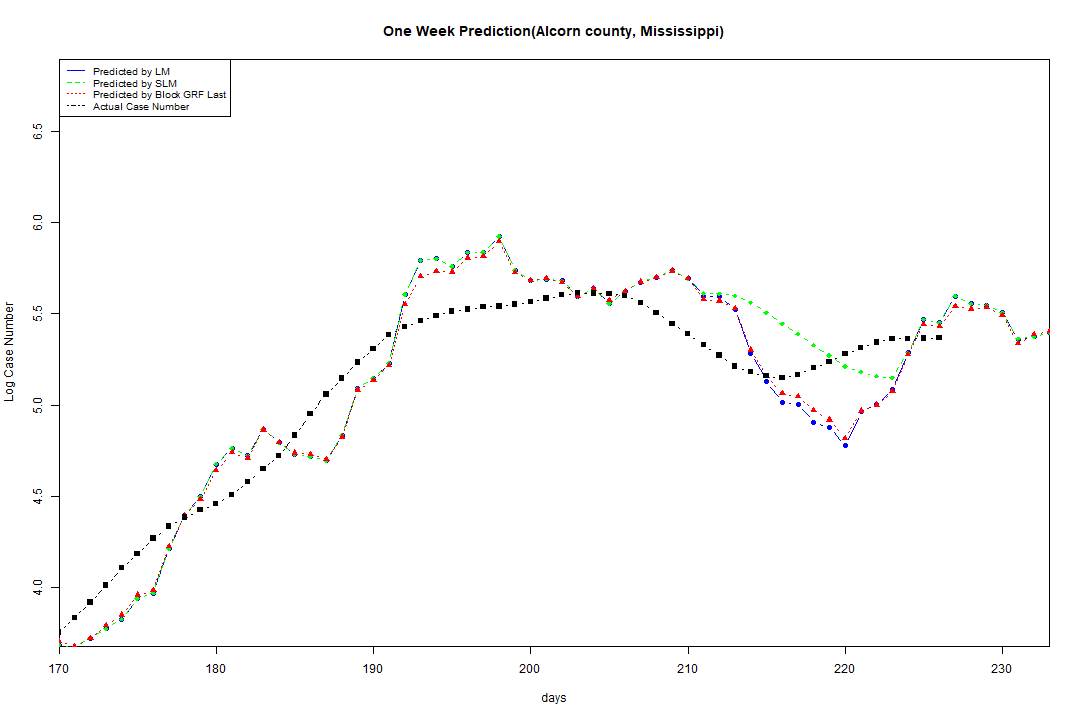 One Week Prediction(Alcorn county, Mississippi)
Predicted by LM
Predicted by SLM
Predicted by Block GRF Last
Actual Case Number
6.5
6.0
5.5
5.0
4.5
4.0
Log Case Number
170 180 190 200 210 220 230
days